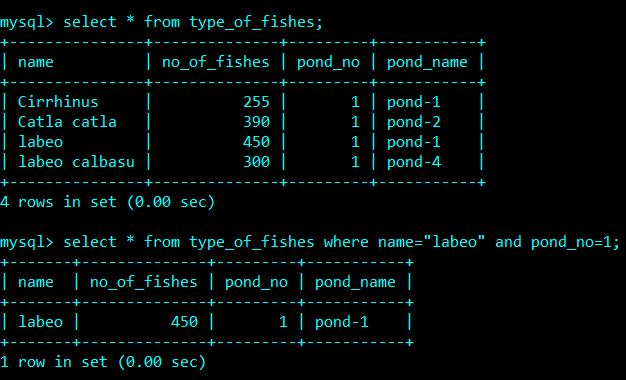 mysql> select * from type_of_fishes;
+---------------+--------------+---------+-----------+
| name          | no_of_fishes | pond_no | pond_name |
+---------------+--------------+---------+-----------+
| Cirrhinus     |          255 |       1 | pond-1    |
| Catla catla   |          390 |       1 | pond-2    |
| labeo         |          450 |       1 | pond-1    |
| labeo calbasu |          300 |       1 | pond-4    |
+---------------+--------------+---------+-----------+
4 rows in set (0.00 sec)
mysql> select * from type_of_fishes where name="labeo" and pond_no=1;
+-------+--------------+---------+-----------+
| name  | no_of_fishes | pond_no | pond_name |
+-------+--------------+---------+-----------+
| labeo |          450 |       1 | pond-1    |
+-------+--------------+---------+-----------+
1 row in set (0.00 sec)